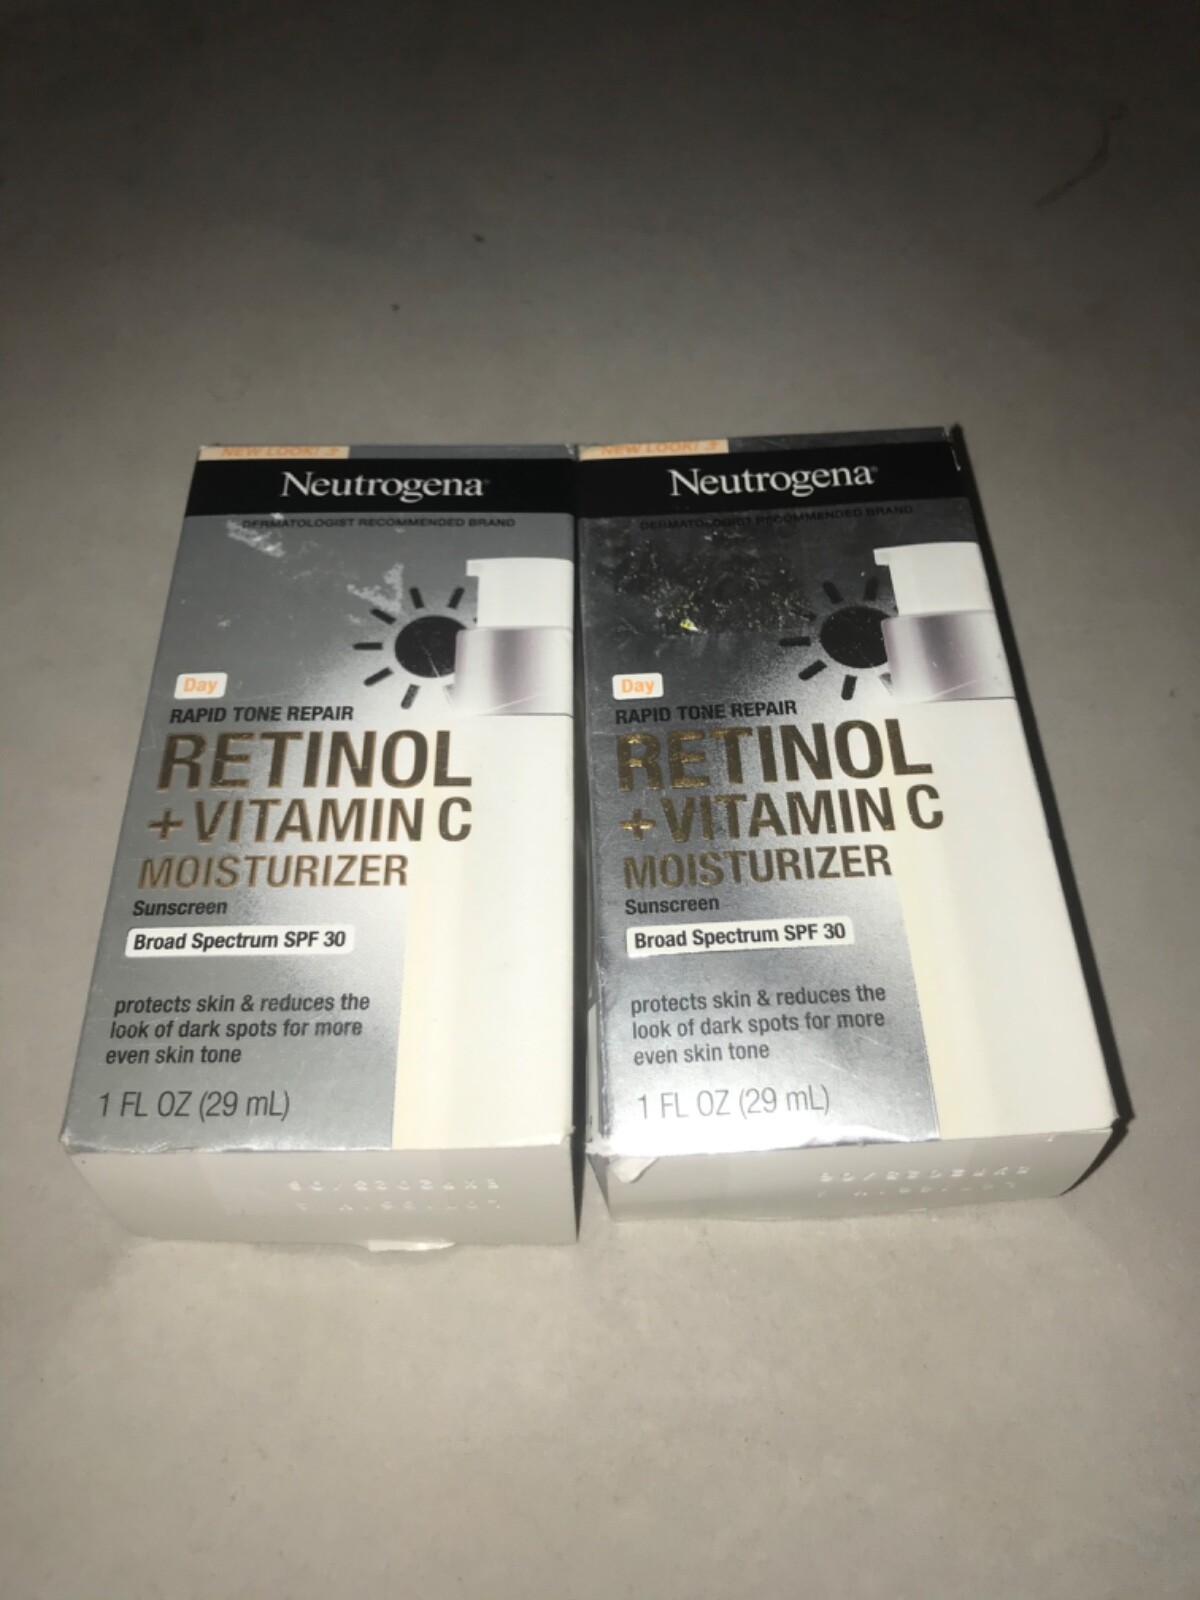 NEW LOOK!
Neutrogena®
DERMATOLOGIST RECOMMENDED BRAND
Day
RAPID TONE REPAIR
RETINOL
+ VITAMIN C
MOISTURIZER
Sunscreen
Broad Spectrum SPF 30
protects skin & reduces the
look of dark spots for more
even skin tone
1 FL OZ (29 mL)
NEW LOOK!
Neutrogena®
DERMATOLOGIST RECOMMENDED BRAND
Day
RAPID TONE REPAIR
RETINOL
+ VITAMIN C
MOISTURIZER
Sunscreen
Broad Spectrum SPF 30
protects skin & reduces the
look of dark spots for more
even skin tone
1 FL OZ (29 mL)